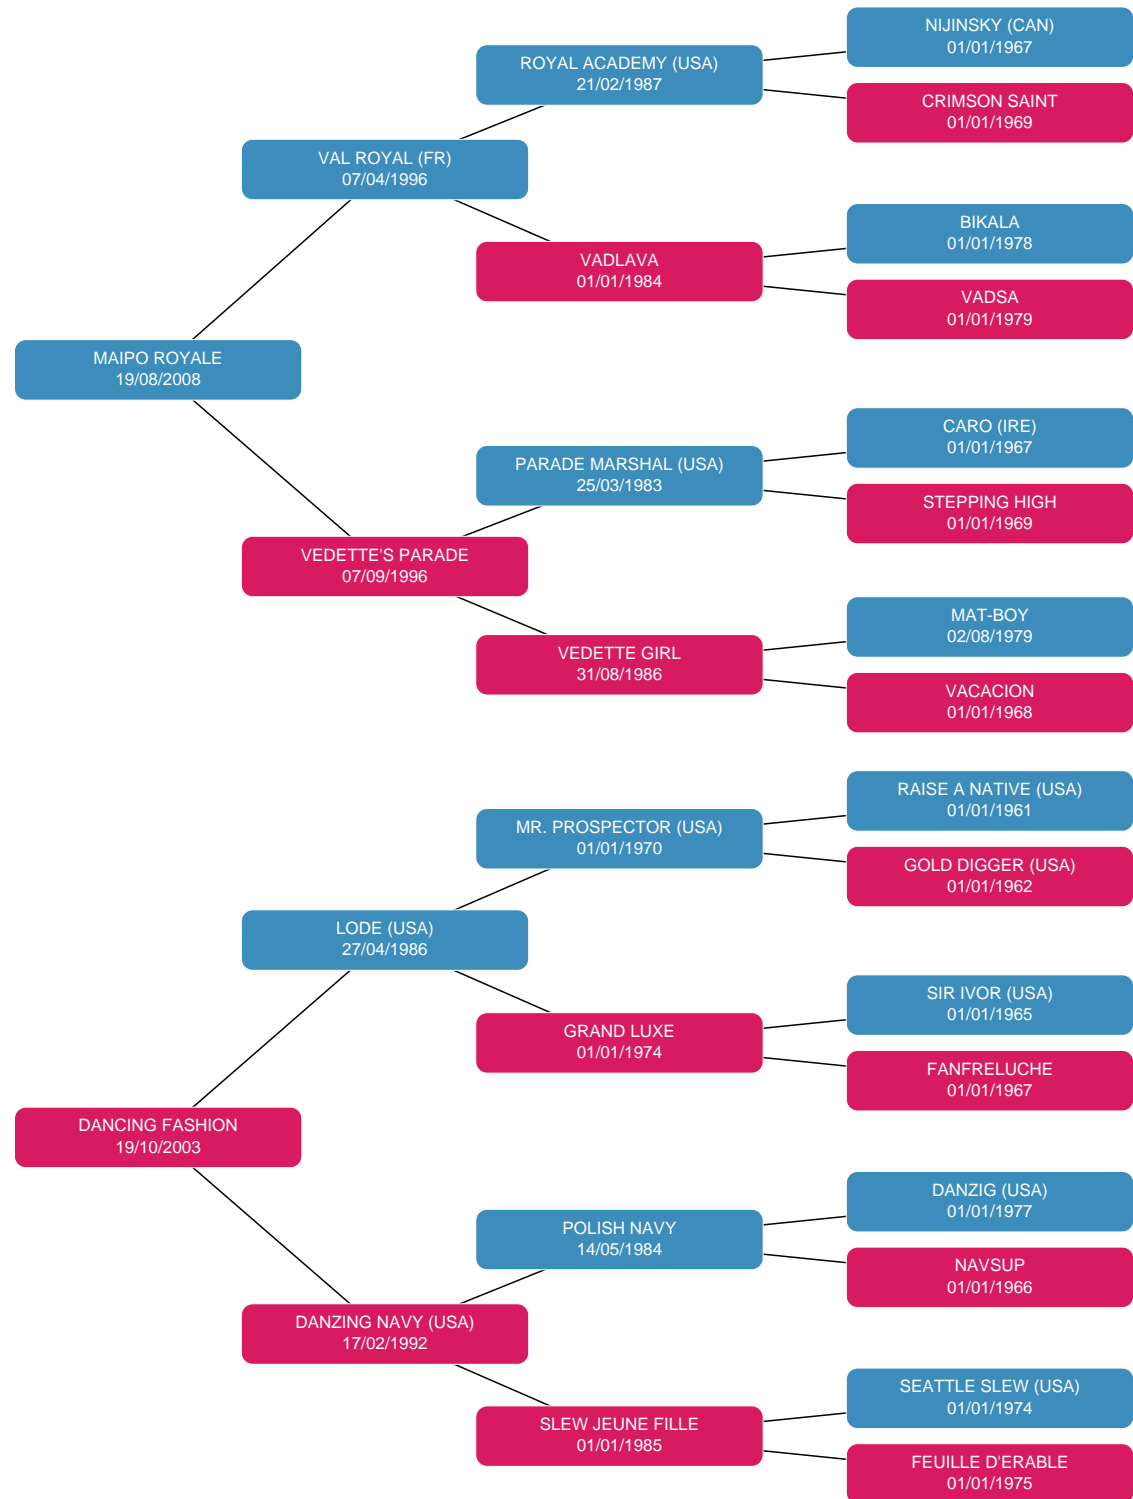 NIJINSKY (CAN)
01/01/1967
ROYAL ACADEMY (USA)
21/02/1987
CRIMSON SAINT
01/01/1969
VAL ROYAL (FR)
07/04/1996
BIKALA
01/01/1978
VADLAVA
01/01/1984
VADSA
01/01/1979
MAIPO ROYALE
19/08/2008
CARO (IRE)
01/01/1967
PARADE MARSHAL (USA)
25/03/1983
STEPPING HIGH
01/01/1969
VEDETTE'S PARADE
07/09/1996
MAT-BOY
02/08/1979
VEDETTE GIRL
31/08/1986
VACACION
01/01/1968
RAISE A NATIVE (USA)
01/01/1961
MR. PROSPECTOR (USA)
01/01/1970
GOLD DIGGER (USA)
01/01/1962
LODE (USA)
27/04/1986
SIR IVOR (USA)
01/01/1965
GRAND LUXE
01/01/1974
FANFRELUCHE
01/01/1967
DANCING FASHION
19/10/2003
DANZIG (USA)
01/01/1977
POLISH NAVY
14/05/1984
NAVSUP
01/01/1966
DANZING NAVY (USA)
17/02/1992
SEATTLE SLEW (USA)
01/01/1974
SLEW JEUNE FILLE
01/01/1985
FEUILLE D'ERABLE
01/01/1975